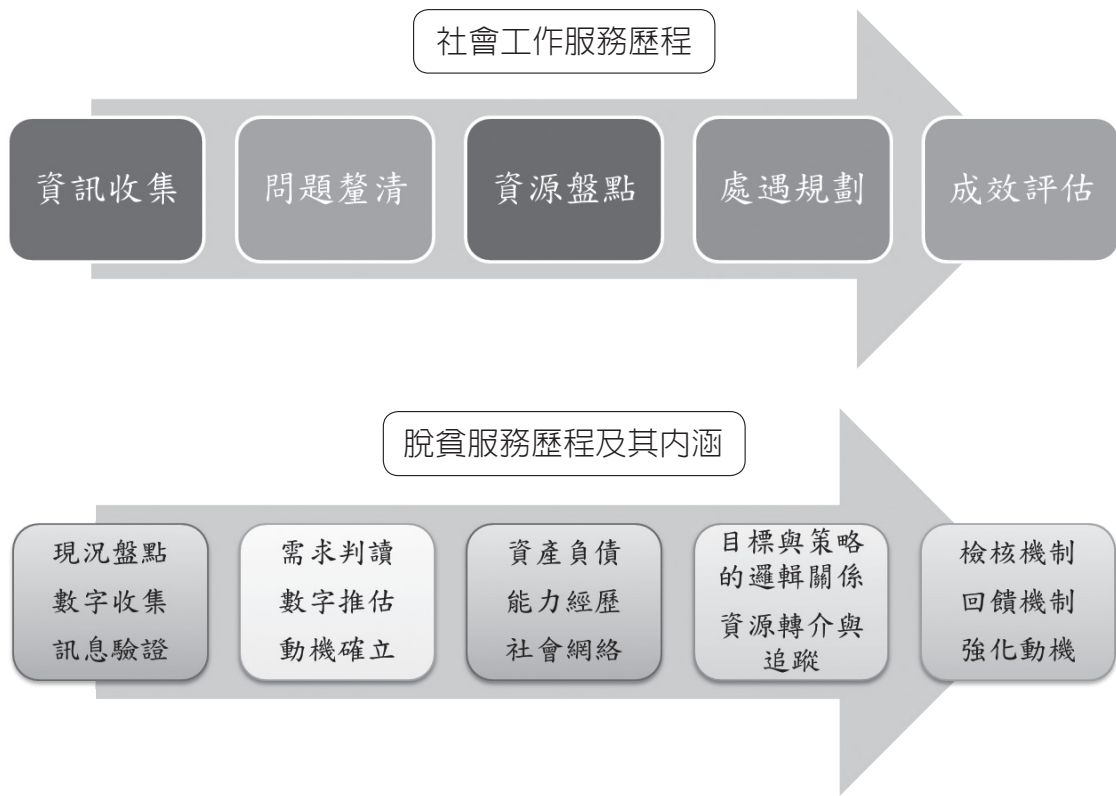 社會工作服務歷程
資訊收集
問題釐清
資源盤點
處遇規劃
成效評估
脫貧服務歷程及其內涵
現況盤點
數字收集
訊息驗證
需求判讀
數字推估
動機確立
資產負債
能力經歷
社會網絡
目標與策略
的邏輯關係
資源轉介與
追蹤
檢核機制
回饋機制
強化動機